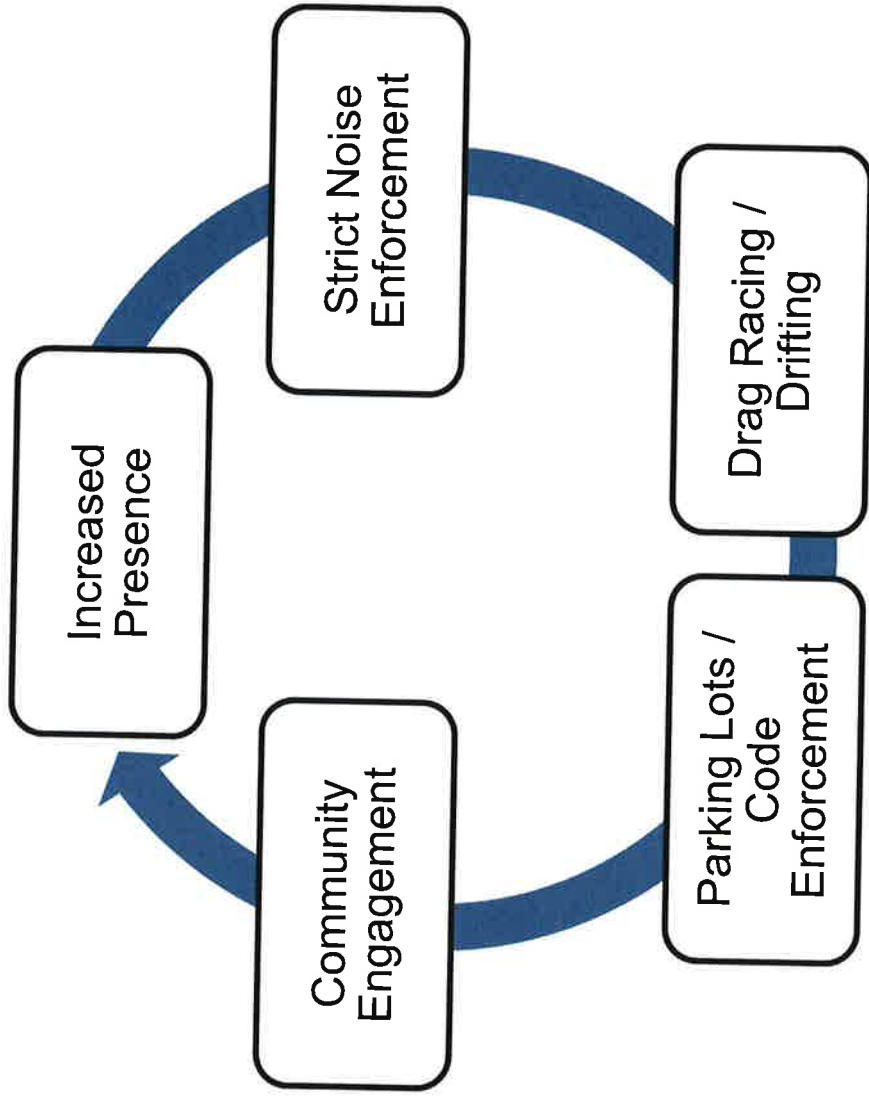 Increased
Presence
Strict Noise
Enforcement
Drag Racing /
Drifting
Parking Lots /
Code
Enforcement
Community
Engagement